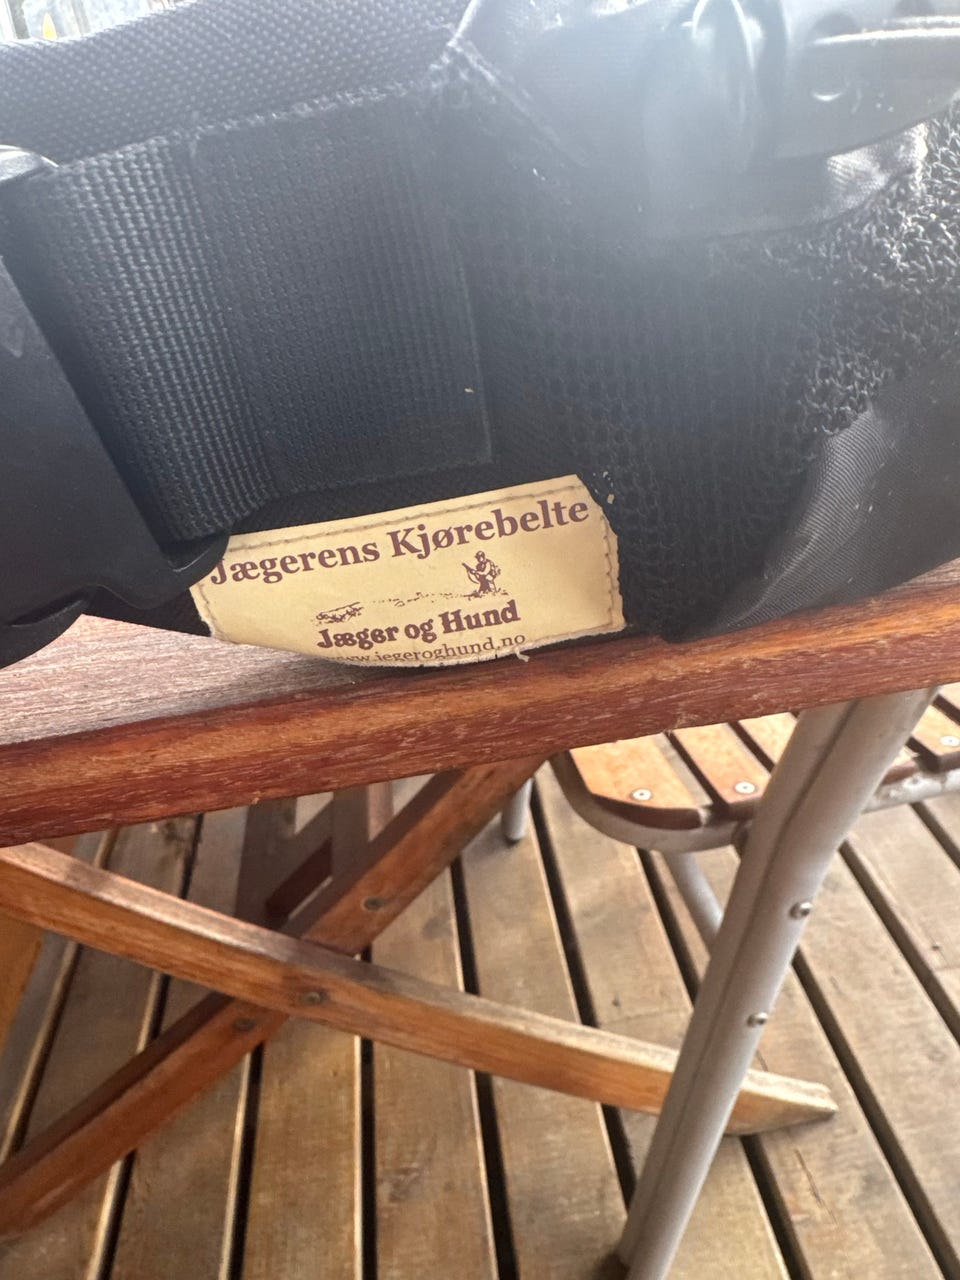 Jægerens Kjørebelte
Jæger og Hund
www.jegeroghund.no